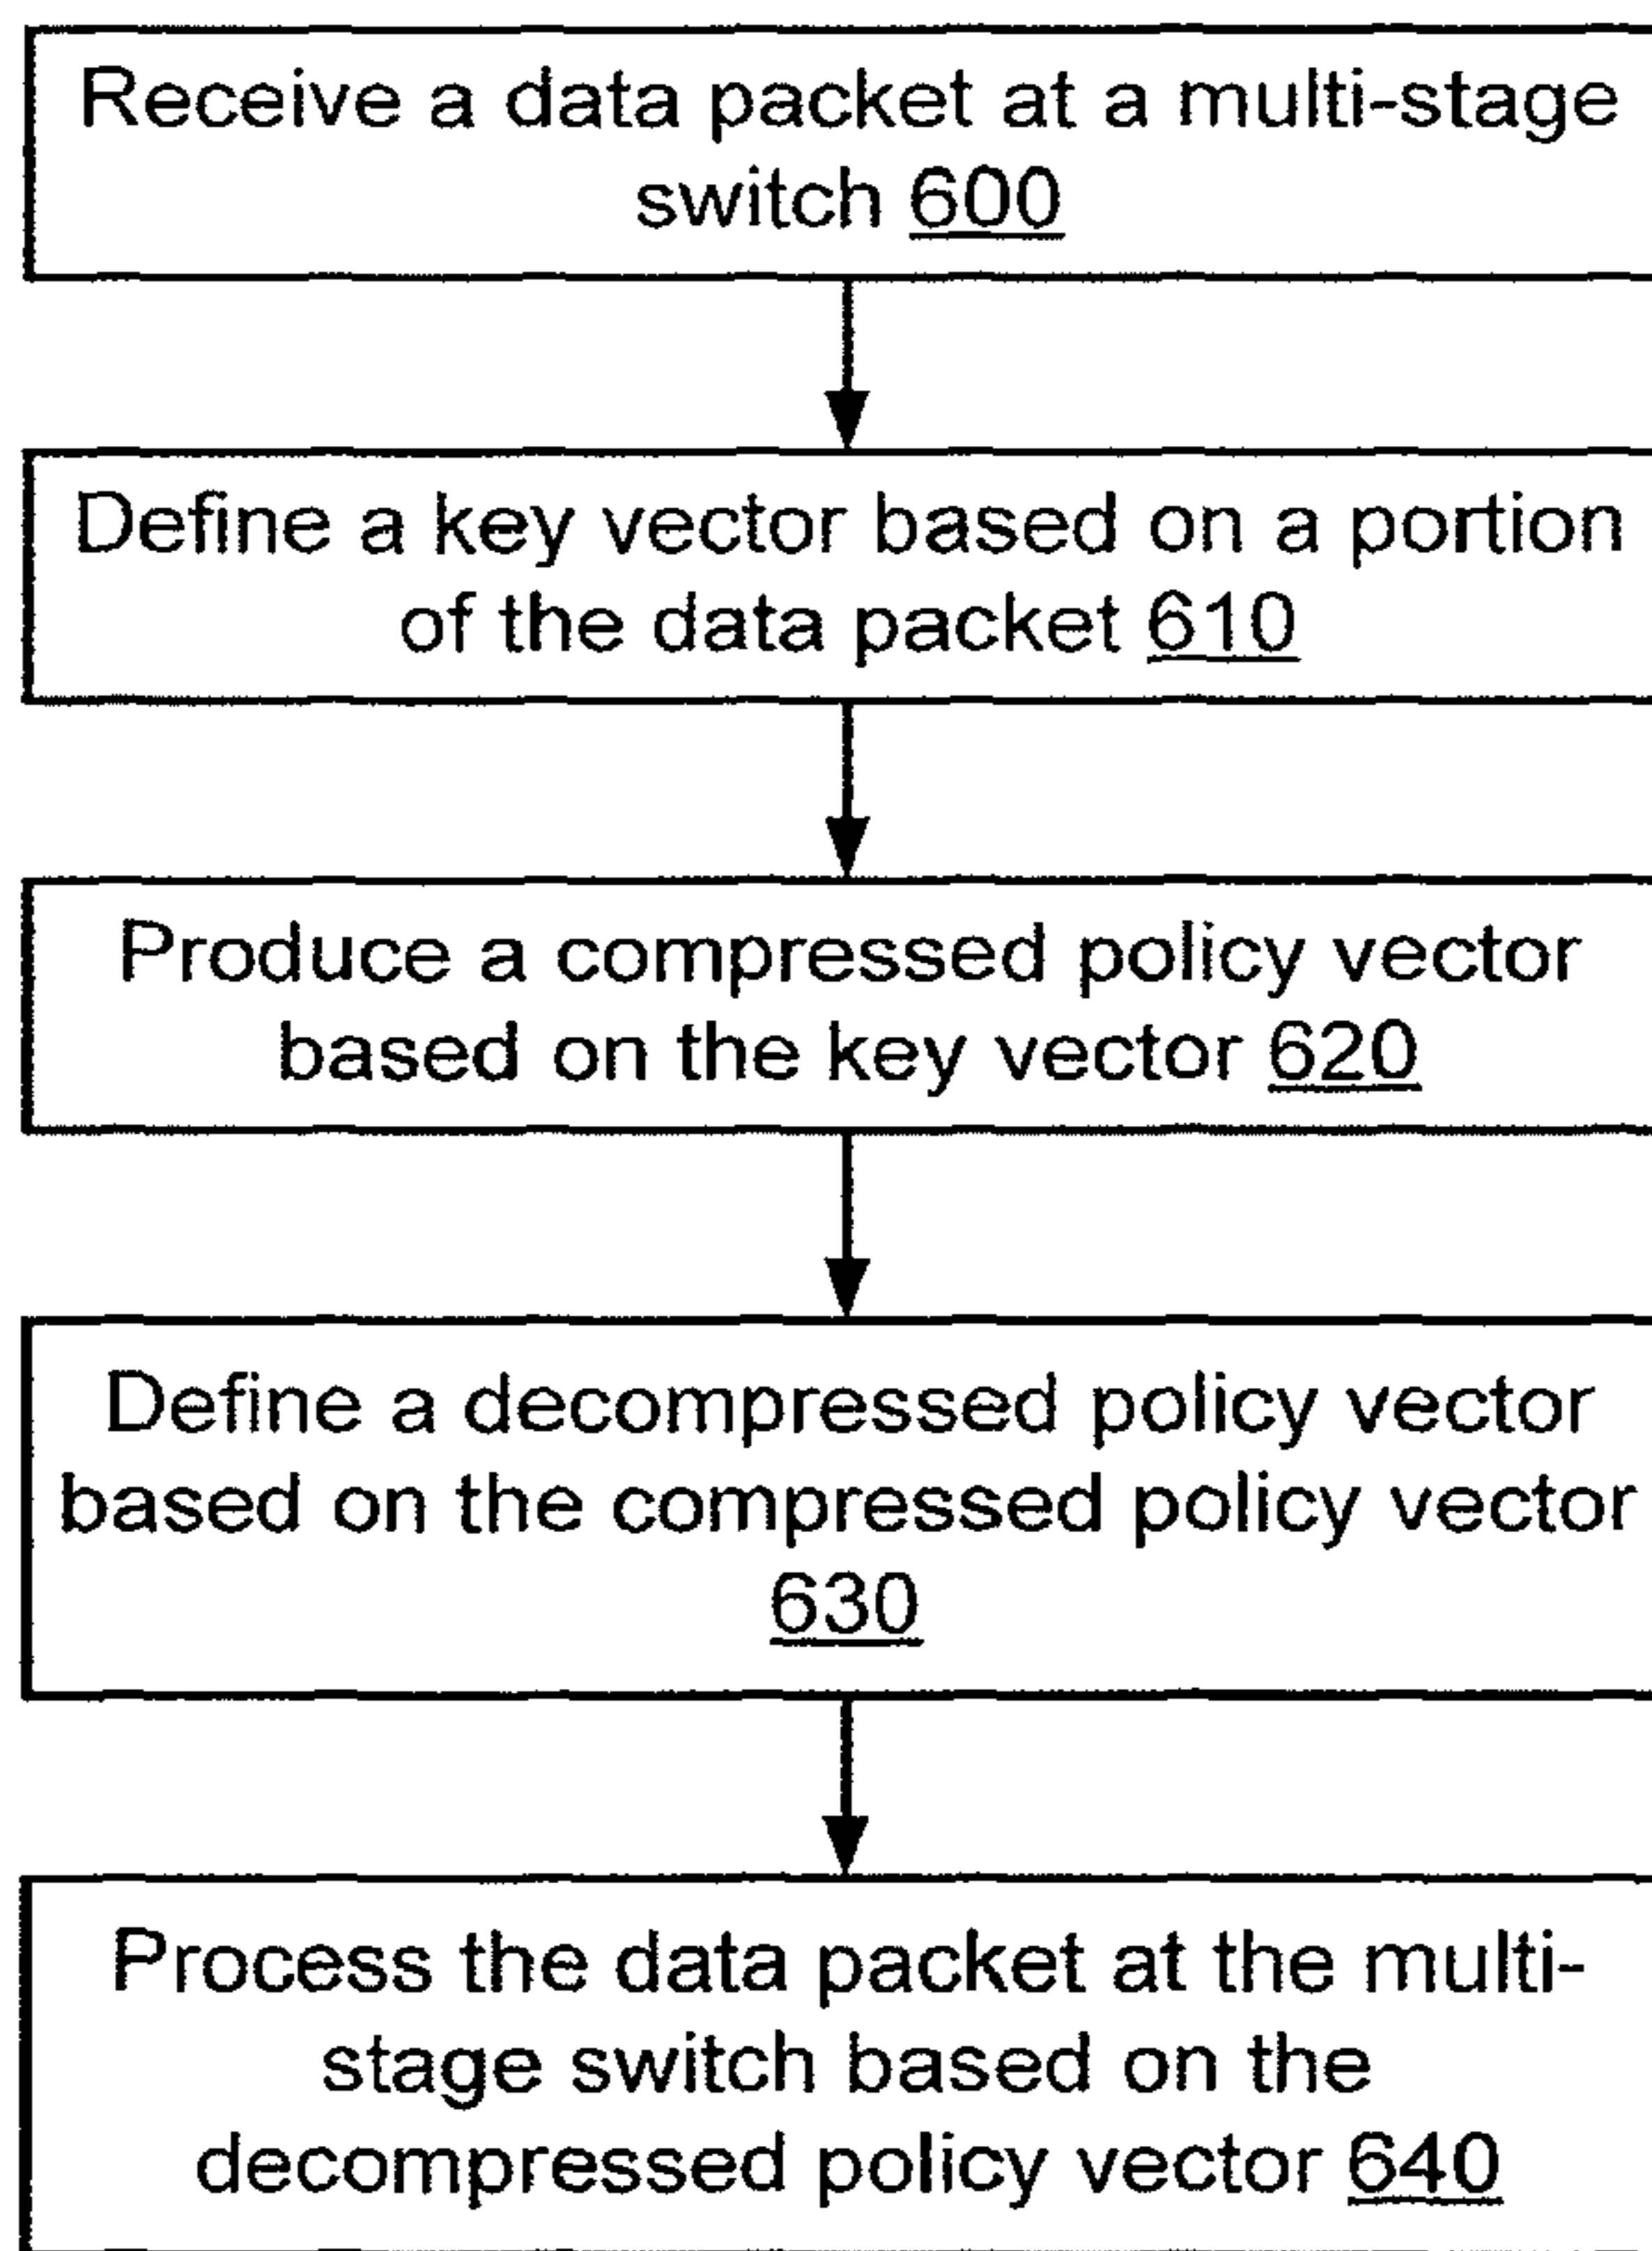 Receive a data packet at a multi-stage
switch 600
Define a key vector based on a portion
of the data packet 610
Produce a compressed policy vector
based on the key vector 620
Define a decompressed policy vector
based on the compressed policy vector
630
Process the data packet at the multi-
stage switch based on the
decompressed policy vector 640